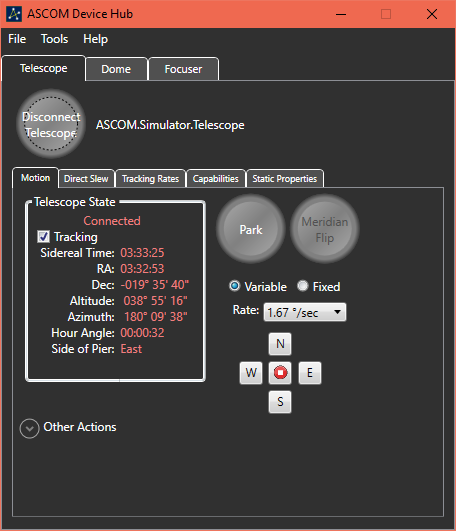 ASCOM Device Hub
File Tools Help
Telescope Dome Focuser
Disconnect
Telescope
ASCOM.Simulator.Telescope
Motion Direct Slew Tracking Rates Capabilities Static Properties
Telescope State
Connected
Tracking
Sidereal Time: 03:33:25
RA: 03:32:53
Dec: -019° 35' 40"
Altitude: 038° 55' 16"
Azimuth: 180° 09' 38"
Hour Angle: 00:00:32
Side of Pier: East
Park
Meridian
Flip
Variable Fixed
Rate: 1.67 °/sec
N
W E
S
Other Actions